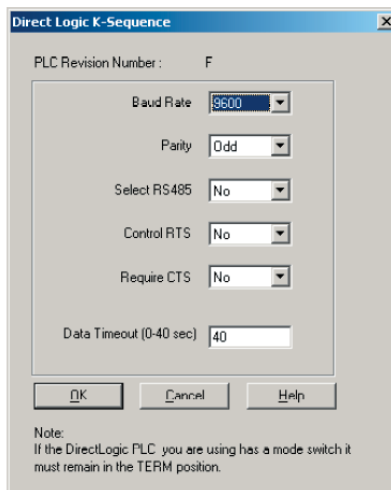 Direct Logic K-Sequence
PLC Revision Number : F
Baud Rate 9600
Parity Odd
Select RS485 No
Control RTS No
Require CTS No
Data Timeout (0-40 sec) 40
OK Cancel Help
Note:
If the DirectLogic PLC you are using has a mode switch it
must remain in the TERM position.